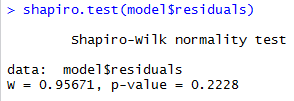 > shapiro.test(model$residuals)
Shapiro-Wilk normality test
data:  model$residuals
W = 0.95671, p-value = 0.2228